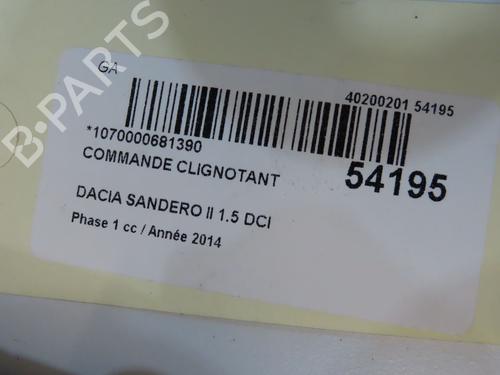 GA
40200201 54195
*1070000681390
COMMANDE CLIGNOTANT
54195
DACIA SANDERO II 1.5 DCI
Phase 1 cc / Année 2014
B-PARTS